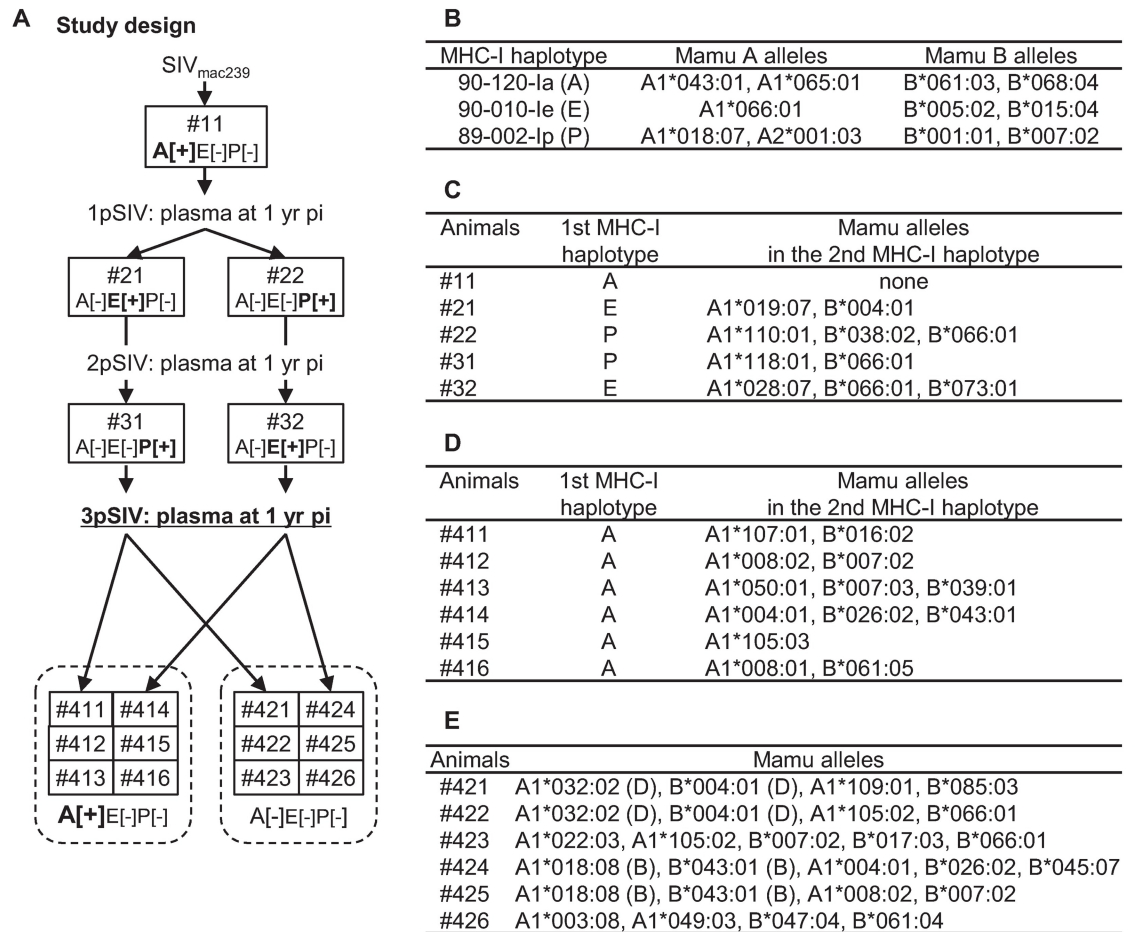 A Study design
SIVmac239
#11
A[+]E[-]P[-]
1pSIV: plasma at 1 yr pi
#21 #22
A[-]E[+]P[-] A[-]E[-]P[+]
2pSIV: plasma at 1 yr pi
#31 #32
A[-]E[-]P[+] A[-]E[+]P[-]
3pSIV: plasma at 1 yr pi
#411 #414 #421 #424
#412 #415 #422 #425
#413 #416 #423 #426
A[+]E[-]P[-] A[-]E[-]P[-]
B
MHC-I haplotype Mamu A alleles Mamu B alleles
90-120-Ia (A) A1*043:01, A1*065:01 B*061:03, B*068:04
90-010-Ie (E) A1*066:01 B*005:02, B*015:04
89-002-Ip (P) A1*018:07, A2*001:03 B*001:01, B*007:02
C
Animals 1st MHC-I Mamu alleles
haplotype in the 2nd MHC-I haplotype
#11 A none
#21 E A1*019:07, B*004:01
#22 P A1*110:01, B*038:02, B*066:01
#31 P A1*118:01, B*066:01
#32 E A1*028:07, B*066:01, B*073:01
D
Animals 1st MHC-I Mamu alleles
haplotype in the 2nd MHC-I haplotype
#411 A A1*107:01, B*016:02
#412 A A1*008:02, B*007:02
#413 A A1*050:01, B*007:03, B*039:01
#414 A A1*004:01, B*026:02, B*043:01
#415 A A1*105:03
#416 A A1*008:01, B*061:05
E
Animals Mamu alleles
#421 A1*032:02 (D), B*004:01 (D), A1*109:01, B*085:03
#422 A1*032:02 (D), B*004:01 (D), A1*105:02, B*066:01
#423 A1*022:03, A1*105:02, B*007:02, B*017:03, B*066:01
#424 A1*018:08 (B), B*043:01 (B), A1*004:01, B*026:02, B*045:07
#425 A1*018:08 (B), B*043:01 (B), A1*008:02, B*007:02
#426 A1*003:08, A1*049:03, B*047:04, B*061:04